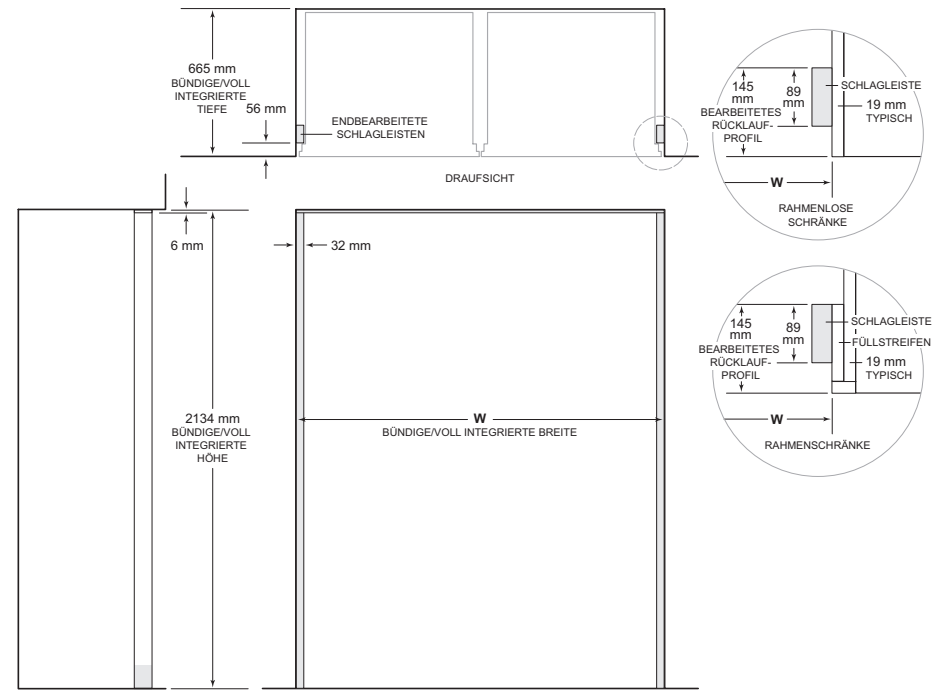 665 mm
BÜNDIGE/VOLL
INTEGRIERTE
TIEFE
56 mm
ENDBEARBEITETE
SCHLAGLEISTEN
DRAUFSICHT
145
mm
BEARBEITETES
RÜCKLAUF-
PROFIL
89
mm
SCHLAGLEISTE
19 mm
TYPISCH
W
RAHMENLOSE
SCHRÄNKE
6 mm
32 mm
2134 mm
BÜNDIGE/VOLL
INTEGRIERTE
HÖHE
W
BÜNDIGE/VOLL INTEGRIERTE BREITE
145
mm
BEARBEITETES
RÜCKLAUF-
PROFIL
89
mm
SCHLAGLEISTE
FÜLLSTREIFEN
19 mm
TYPISCH
W
RAHMENSCHRÄNKE